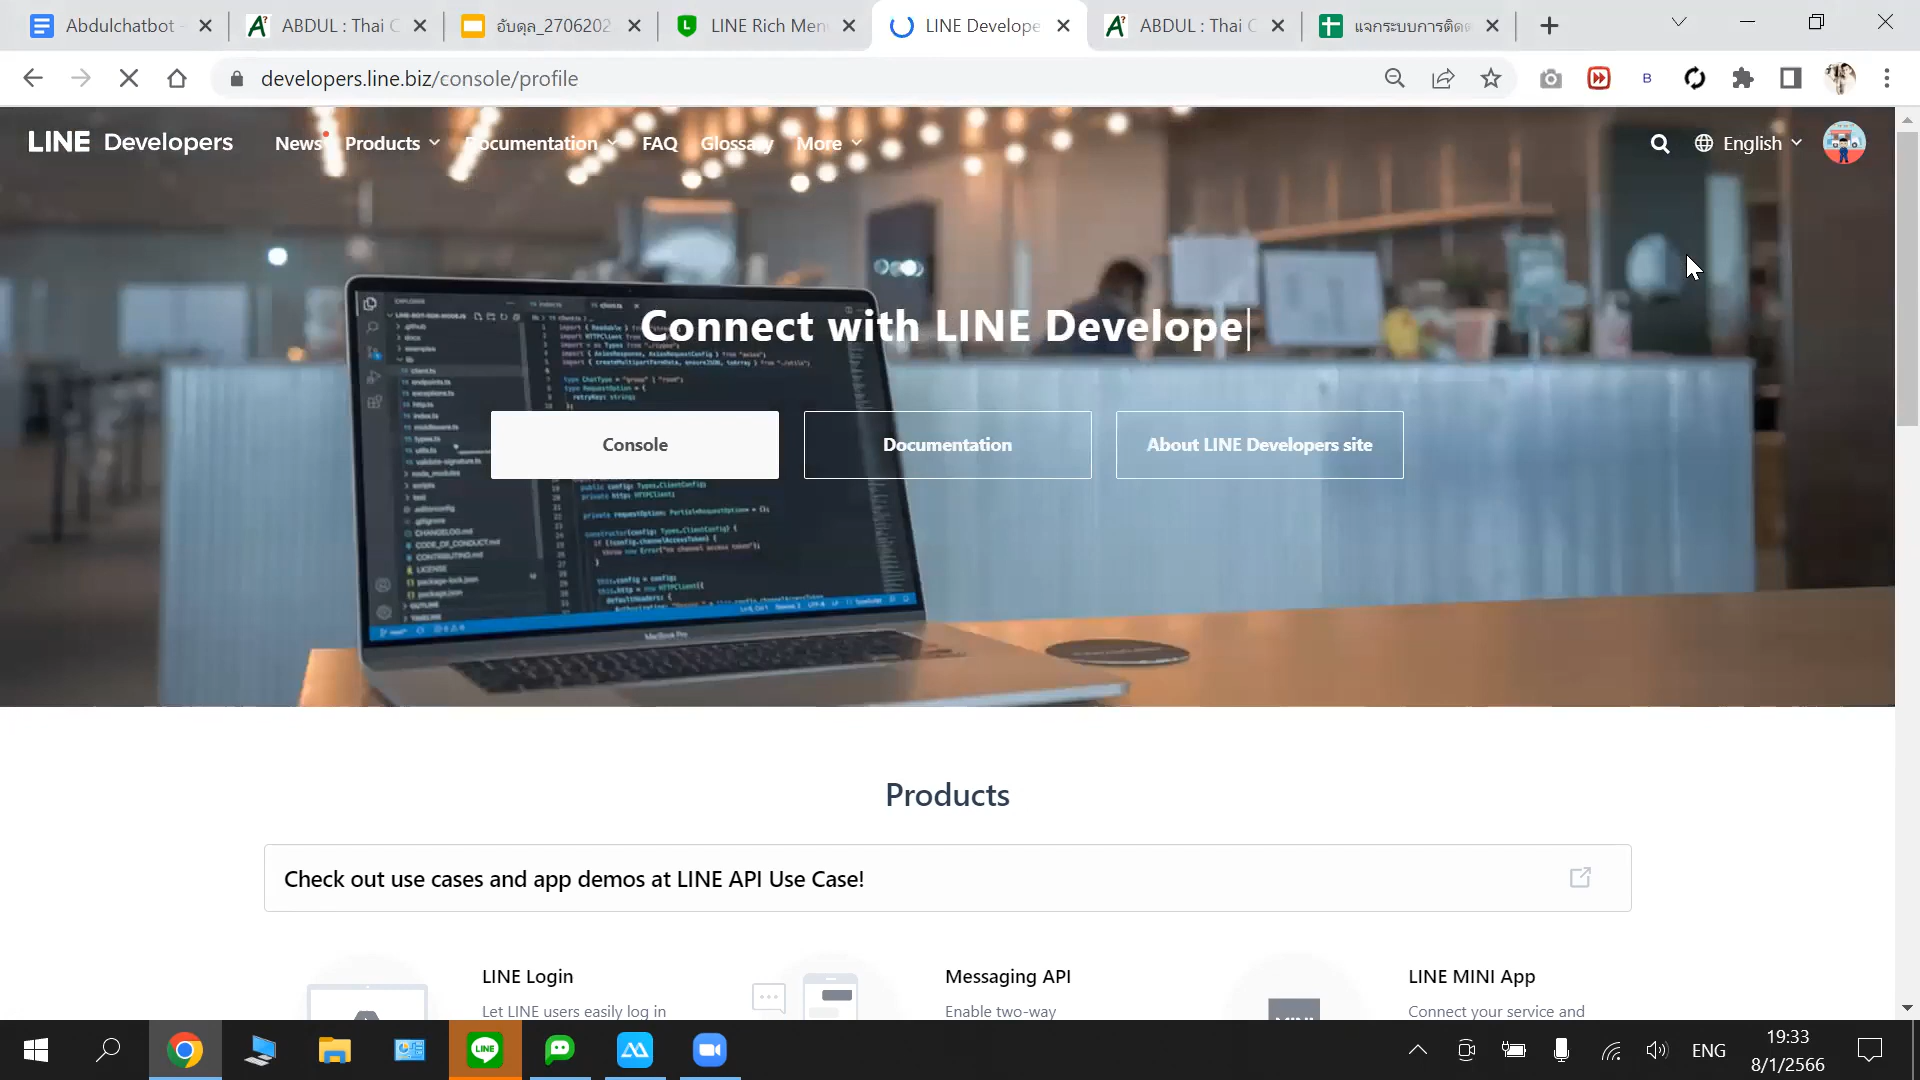 Abdulchatbot -
ABDUL : Thai C
อับดุล_2706202
LINE Rich Men
LINE Develope
ABDUL : Thai C
แจกระบบการติดต
developers.line.biz/console/profile
LINE Developers
News
Products
Documentation
FAQ
Glossary
More
English
Connect with LINE Develope
Console
Documentation
About LINE Developers site
MacBook Pro
Products
Check out use cases and app demos at LINE API Use Case!
LINE Login
Let LINE users easily log in
Messaging API
Enable two-way
LINE MINI App
Connect your service and
LINE
ENG
19:33
8/1/2566